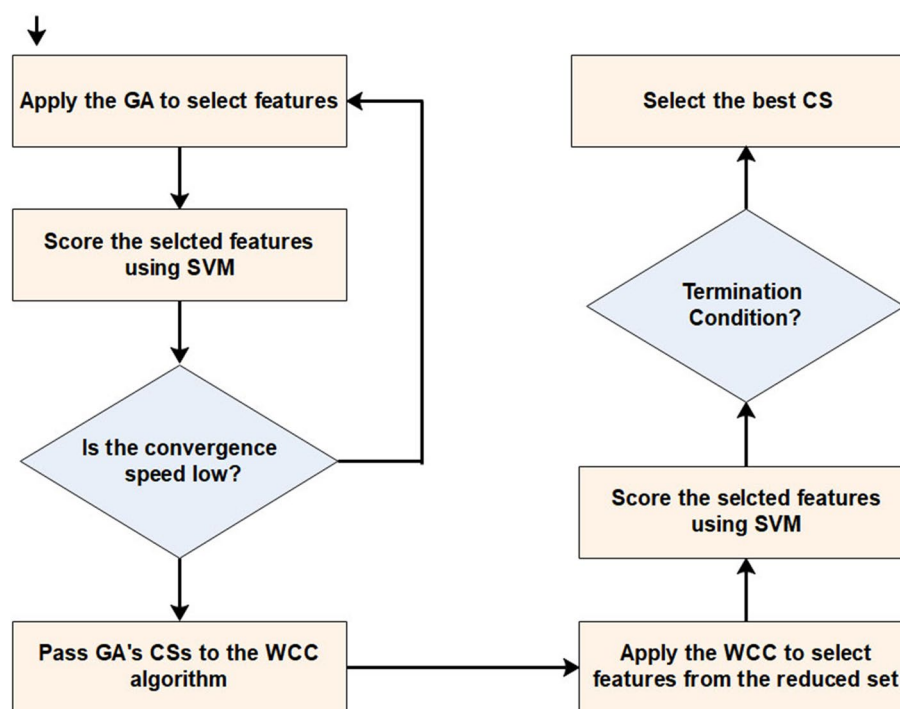 Apply the GA to select features
Score the selcted features
using SVM
Is the convergence
speed low?
Pass GA's CSs to the WCC
algorithm
Select the best CS
Termination
Condition?
Score the selcted features
using SVM
Apply the WCC to select
features from the reduced set